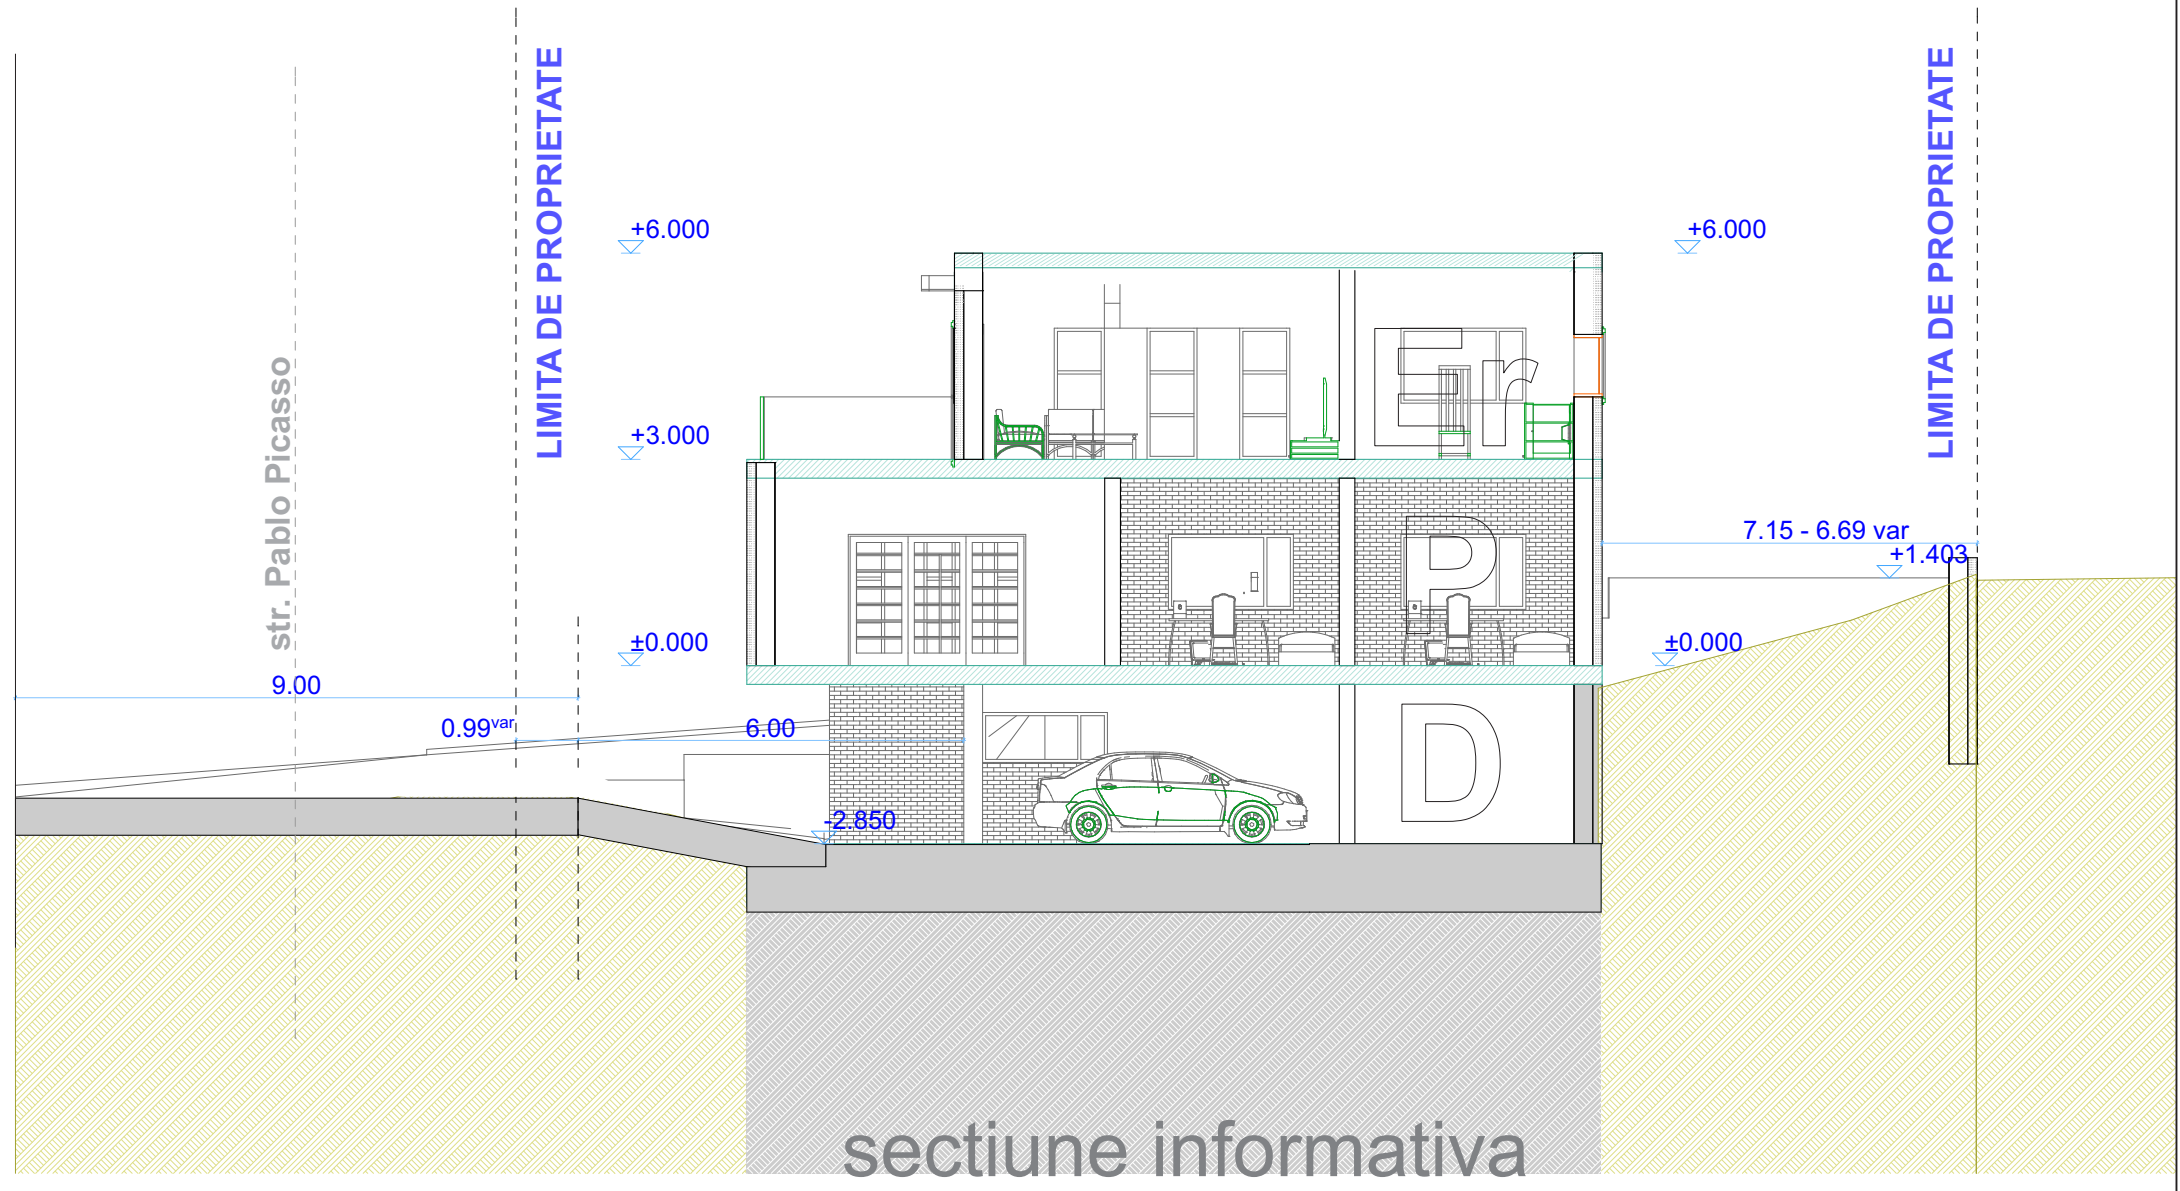 LIMITA DE PROPRIETATE
LIMITA DE PROPRIETATE
str. Pablo Picasso
+6.000
+6.000
Er
+3.000
7.15 - 6.69 var
+1.403
P
±0.000
±0.000
9.00
0.99var
6.00
D
-2.850
sectiune informativa